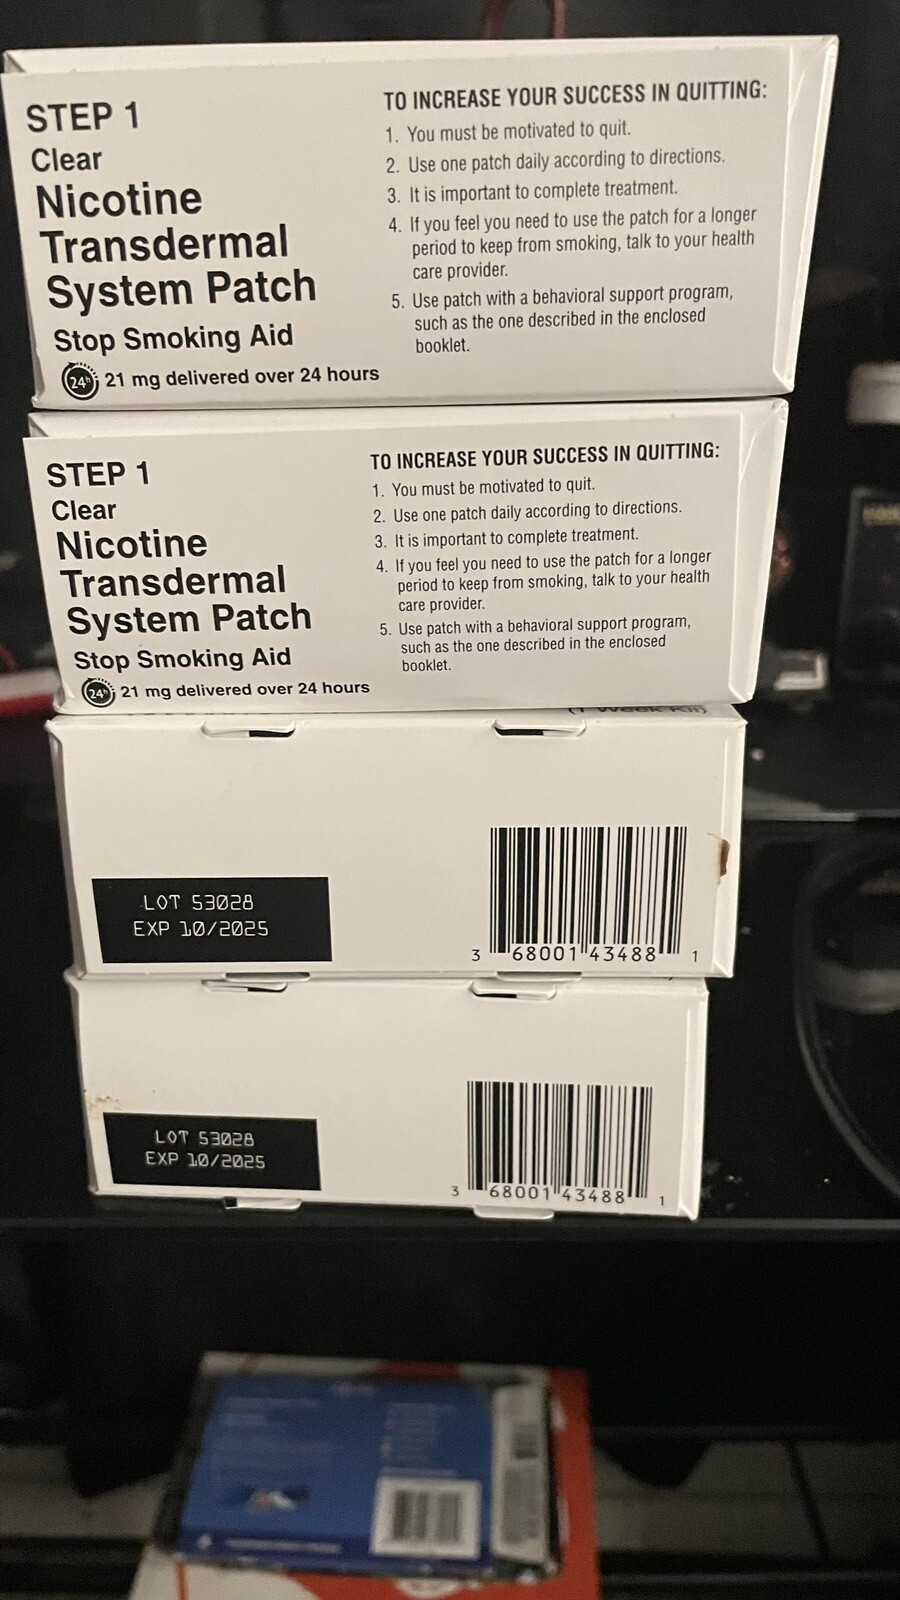 STEP 1
Clear
Nicotine
Transdermal
System Patch
Stop Smoking Aid
24h 21 mg delivered over 24 hours
TO INCREASE YOUR SUCCESS IN QUITTING:
1. You must be motivated to quit.
2. Use one patch daily according to directions.
3. It is important to complete treatment.
4. If you feel you need to use the patch for a longer
period to keep from smoking, talk to your health
care provider.
5. Use patch with a behavioral support program,
such as the one described in the enclosed
booklet.
STEP 1
Clear
Nicotine
Transdermal
System Patch
Stop Smoking Aid
24h 21 mg delivered over 24 hours
TO INCREASE YOUR SUCCESS IN QUITTING:
1. You must be motivated to quit.
2. Use one patch daily according to directions.
3. It is important to complete treatment.
4. If you feel you need to use the patch for a longer
period to keep from smoking, talk to your health
care provider.
5. Use patch with a behavioral support program,
such as the one described in the enclosed
booklet.
(1 Week Kit)
LOT 53028
EXP 10/2025
3 68001 43488 1
LOT 53028
EXP 10/2025
3 68001 43488 1